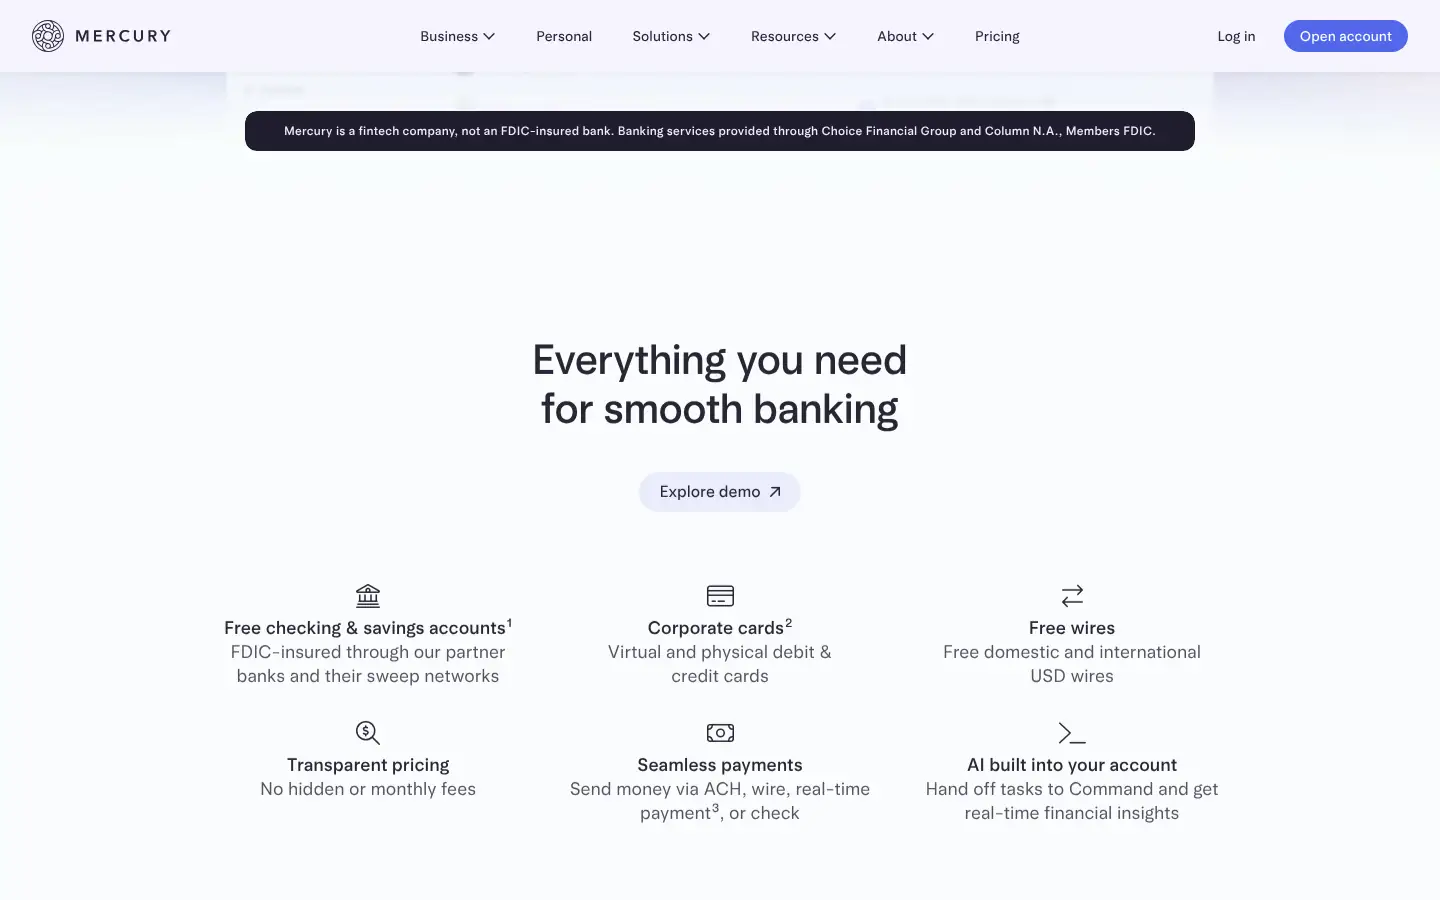 MERCURY
Business
Personal
Solutions
Resources
About
Pricing
Log in
Open account
Mercury is a fintech company, not an FDIC-insured bank. Banking services provided through Choice Financial Group and Column N.A., Members FDIC.
Everything you need
for smooth banking
Explore demo
Free checking & savings accounts¹
FDIC-insured through our partner
banks and their sweep networks
Corporate cards²
Virtual and physical debit &
credit cards
Free wires
Free domestic and international
USD wires
Transparent pricing
No hidden or monthly fees
Seamless payments
Send money via ACH, wire, real-time
payment³, or check
AI built into your account
Hand off tasks to Command and get
real-time financial insights